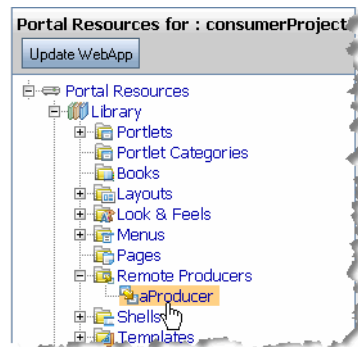 Portal Resources for : consumerProject
Update WebApp
Portal Resources
Library
Portlets
Portlet Categories
Books
Layouts
Look & Feels
Menus
Pages
Remote Producers
aProducer
Shells
Templates